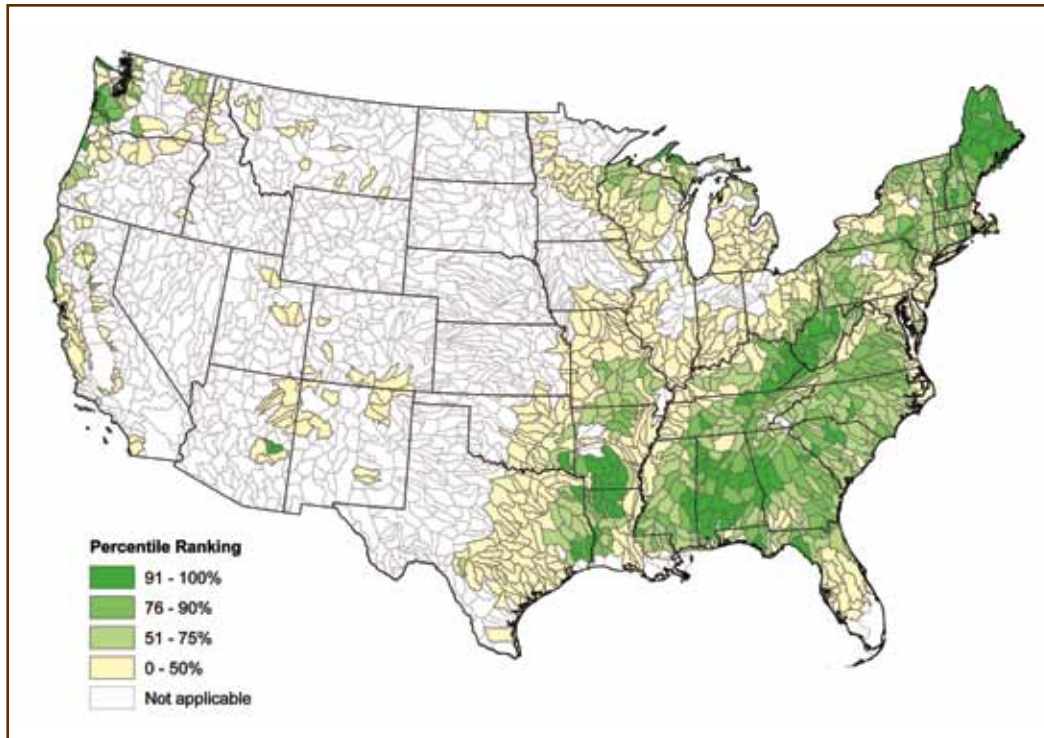 Percentile Ranking
91 - 100%
76 - 90%
51 - 75%
0 - 50%
Not applicable